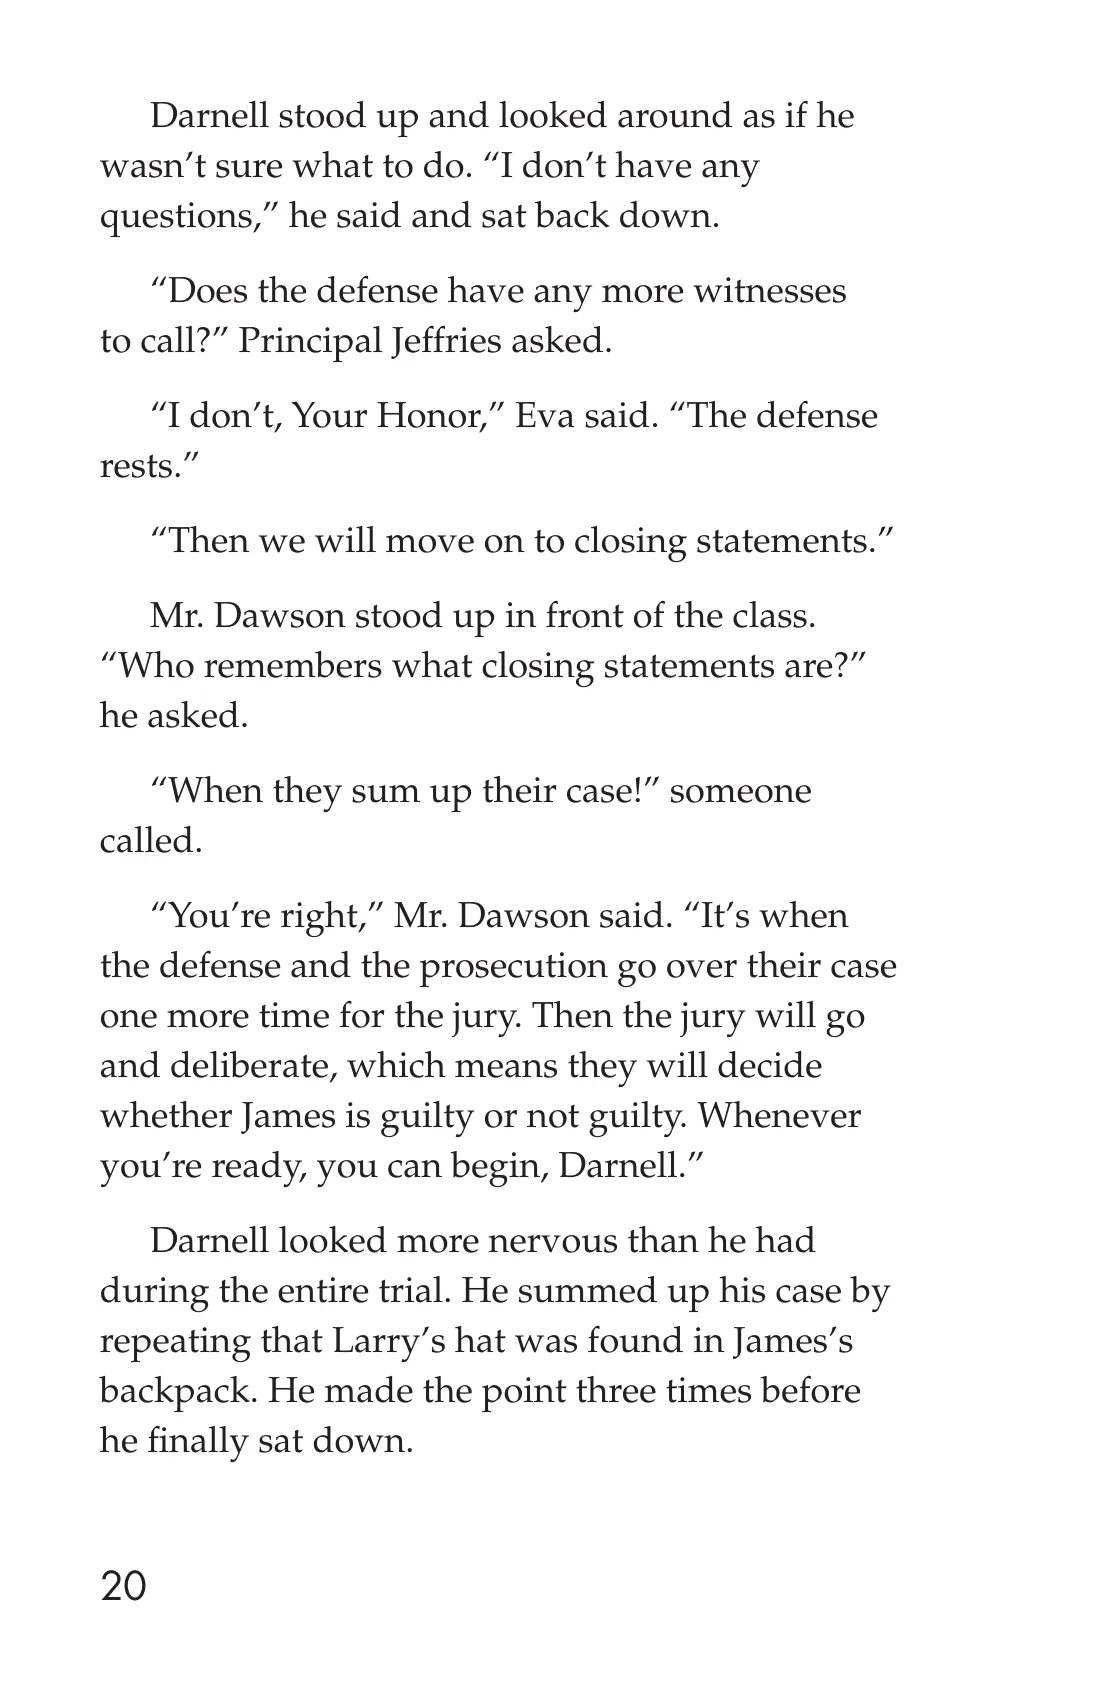 Darnell stood up and looked around as if he
wasn’t sure what to do. “I don’t have any
questions,” he said and sat back down.
“Does the defense have any more witnesses
to call?” Principal Jeffries asked.
“I don’t, Your Honor,” Eva said. “The defense
rests.”
“Then we will move on to closing statements.”
Mr. Dawson stood up in front of the class.
“Who remembers what closing statements are?”
he asked.
“When they sum up their case!” someone
called.
“You’re right,” Mr. Dawson said. “It’s when
the defense and the prosecution go over their case
one more time for the jury. Then the jury will go
and deliberate, which means they will decide
whether James is guilty or not guilty. Whenever
you’re ready, you can begin, Darnell.”
Darnell looked more nervous than he had
during the entire trial. He summed up his case by
repeating that Larry’s hat was found in James’s
backpack. He made the point three times before
he finally sat down.
20